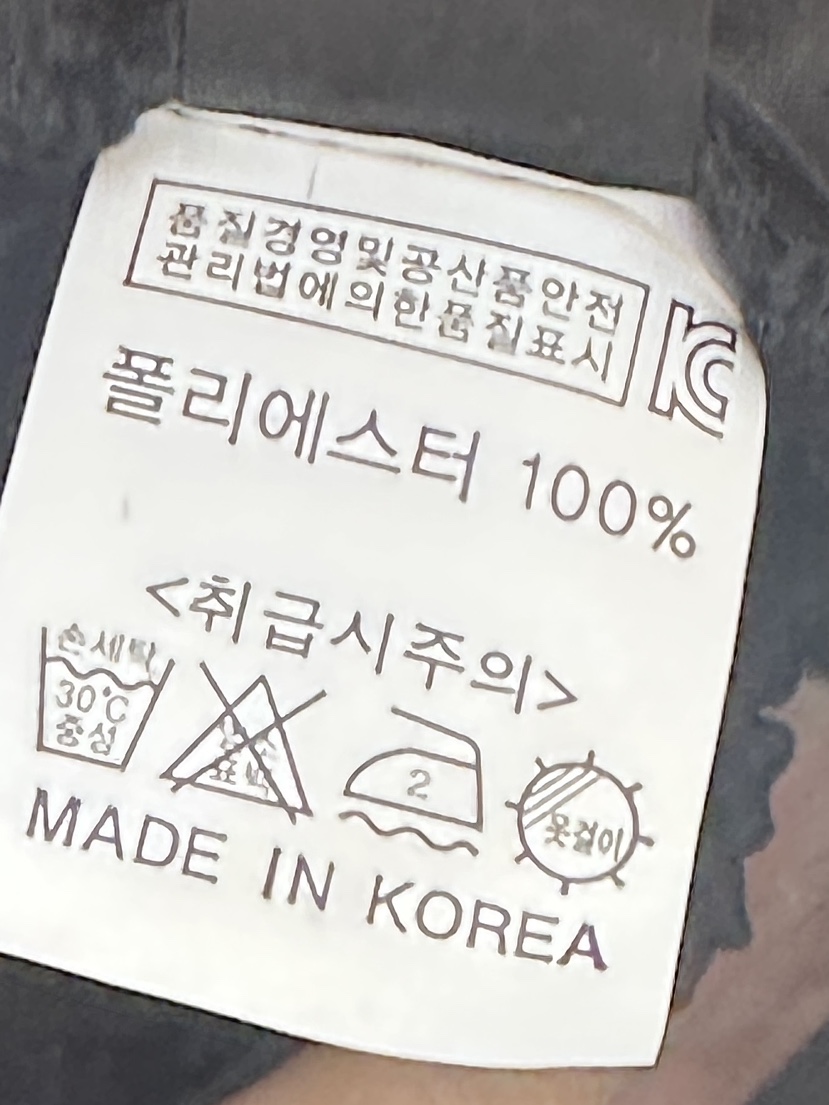 품질경영및공산품안전
관리법에의한품질표시
폴리에스터 100%
<취급시주의>
손세탁
30℃
중성
표백
2
옷걸이
MADE IN KOREA